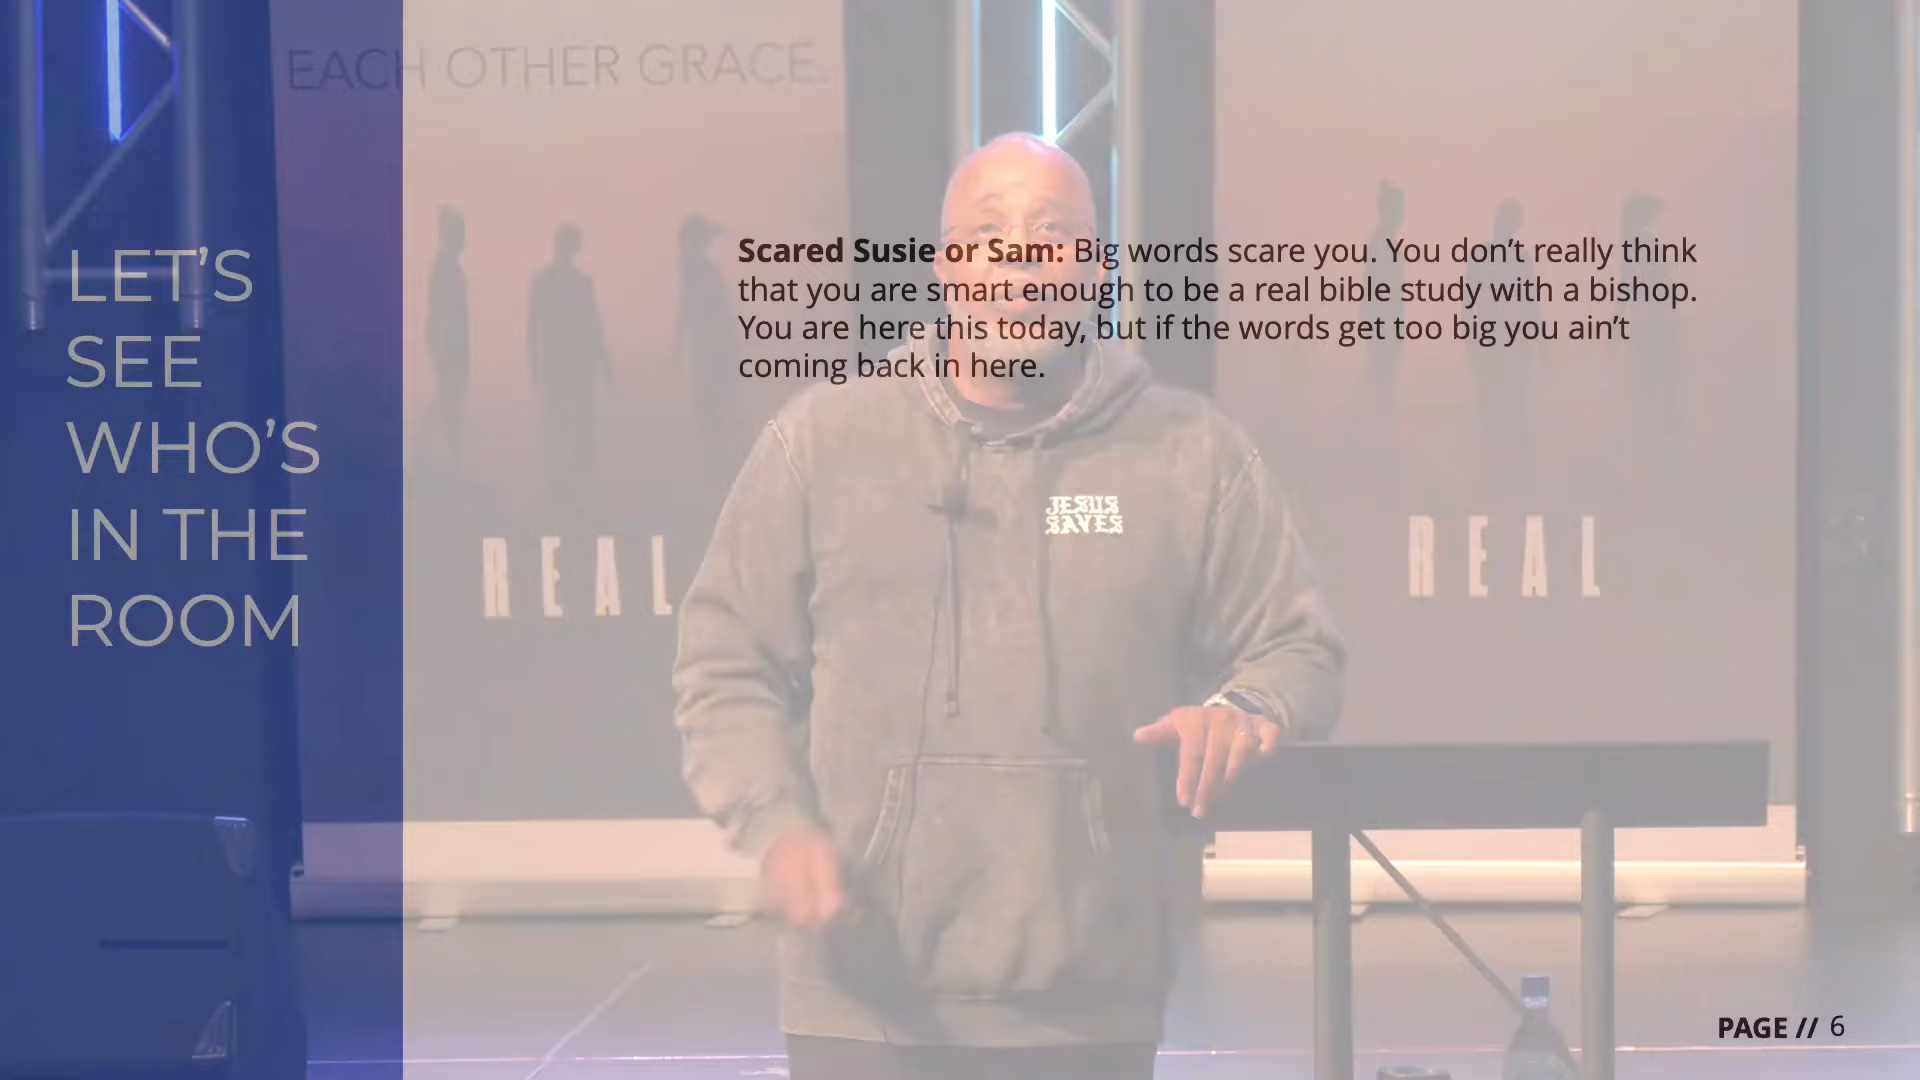 EACH OTHER GRACE.
LET’S
SEE
WHO’S
IN THE
ROOM
Scared Susie or Sam: Big words scare you. You don’t really think
that you are smart enough to be a real bible study with a bishop.
You are here this today, but if the words get too big you ain’t
coming back in here.
JESUS
SAVES
REAL
REAL
PAGE // 6